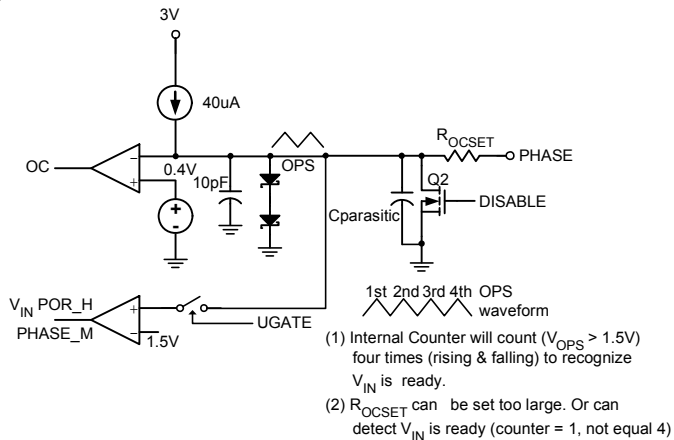 3V
40uA
R_OCSET
PHASE
OC
-
+
0.4V
10pF
OPS
Q2
DISABLE
+
-
Cparasitic
V_IN POR_H
PHASE_M
+
-
1.5V
UGATE
1st 2nd 3rd 4th OPS
waveform
(1) Internal Counter will count (V_OPS > 1.5V)
four times (rising & falling) to recognize
V_IN is ready.
(2) R_OCSET can be set too large. Or can
detect V_IN is ready (counter = 1, not equal 4)